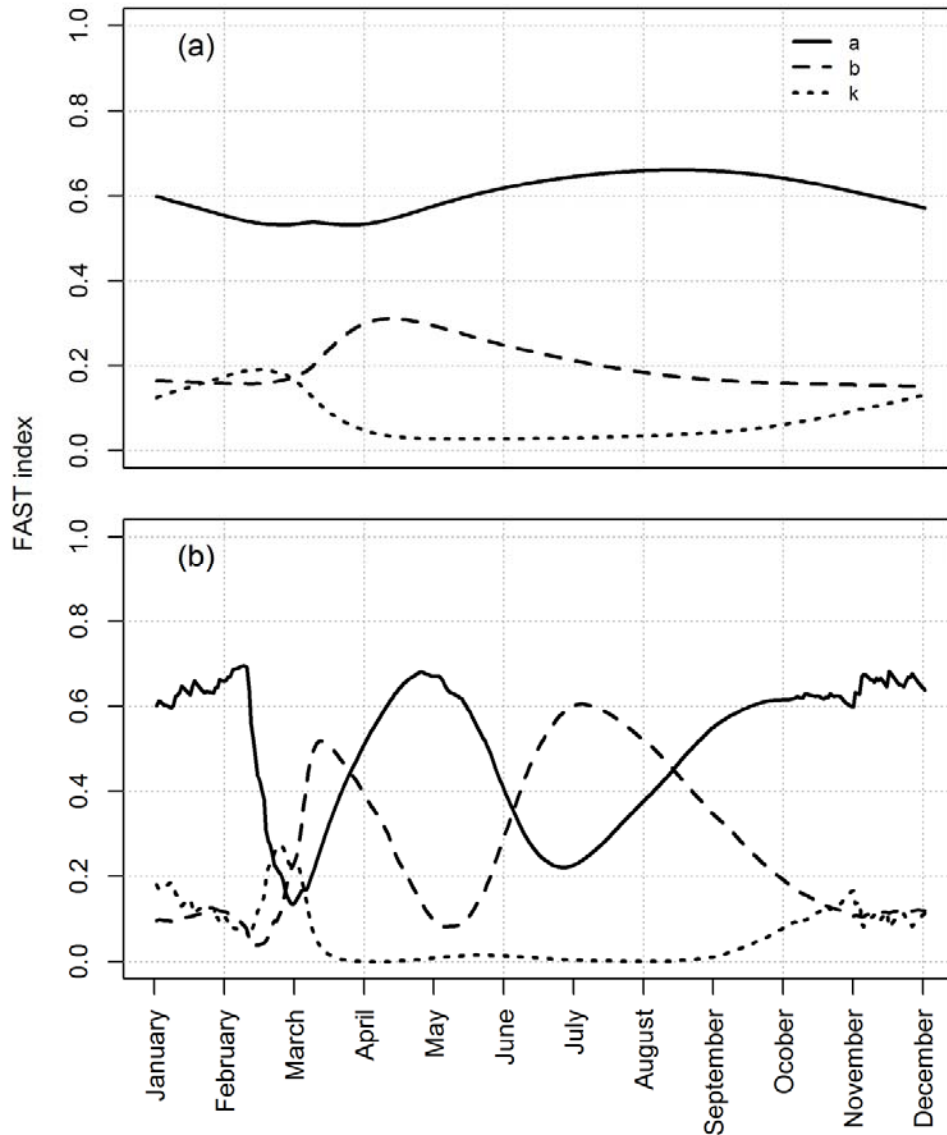 (a)
a
b
k
1.0
0.8
0.6
0.4
0.2
0.0
FAST index
(b)
1.0
0.8
0.6
0.4
0.2
0.0
January
February
March
April
May
June
July
August
September
Ocober
November
December